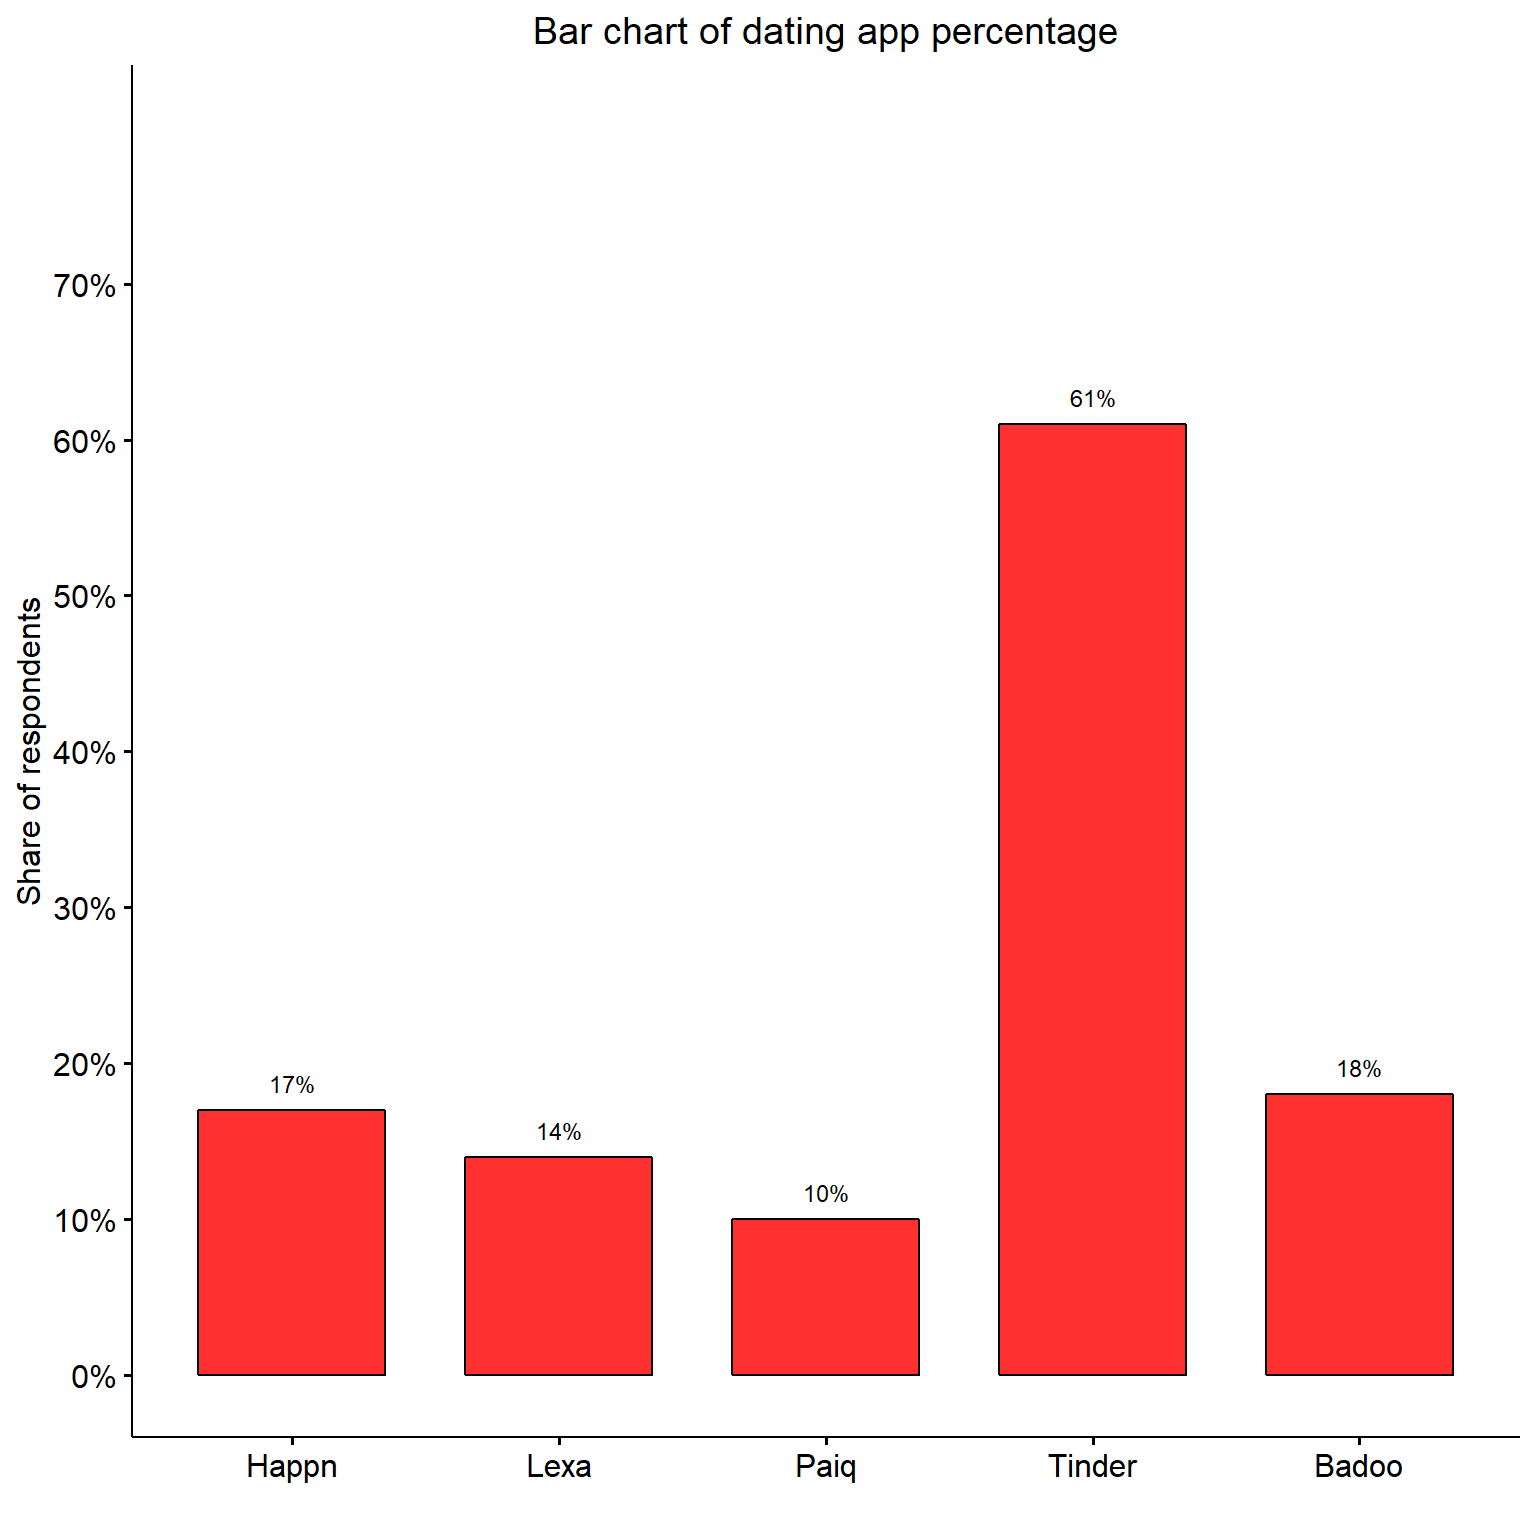 Bar chart of dating app percentage
Share of respondents
70%
60%
50%
40%
30%
20%
10%
0%
17%
14%
10%
61%
18%
Happn
Lexa
Paiq
Tinder
Badoo